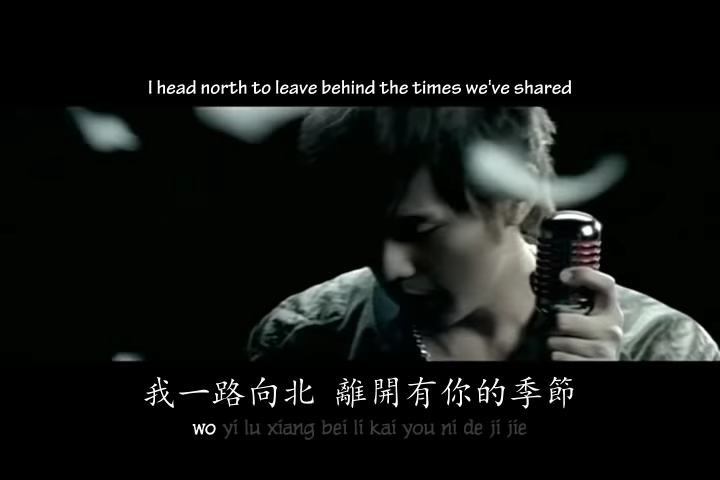 I head north to leave behind the times we've shared
我一路向北 離開有你的季節
wo yi lu xiang bei li kai you ni de ji jie